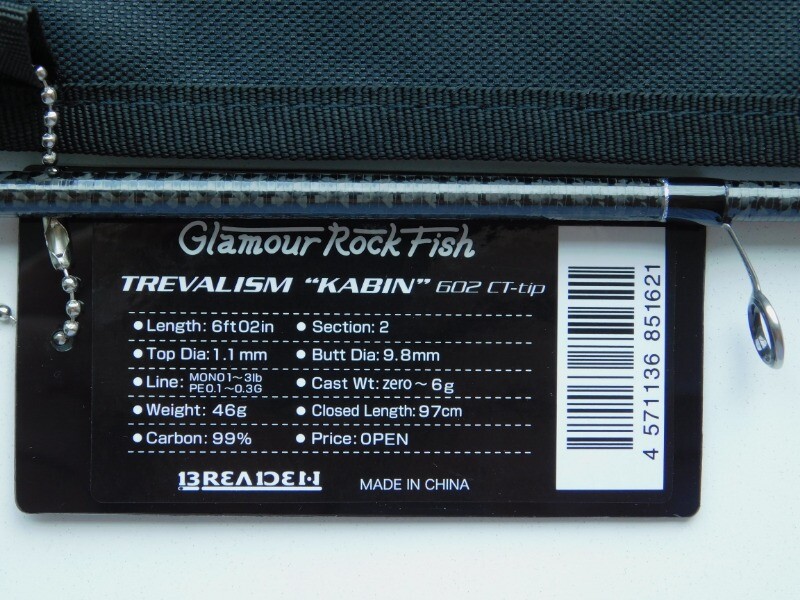 Glamour Rock Fish
TREVALISM "KABIN" 602 CT-tip
● Length: 6ft02in ● Section: 2
● Top Dia: 1.1mm ● Butt Dia: 9.8mm
● Line: MONO1～3lb PE0.1～0.3G ● Cast Wt: zero～6g
● Weight: 46g ● Closed Length: 97cm
● Carbon: 99% ● Price: OPEN
BREADEN MADE IN CHINA
4 571136 851621